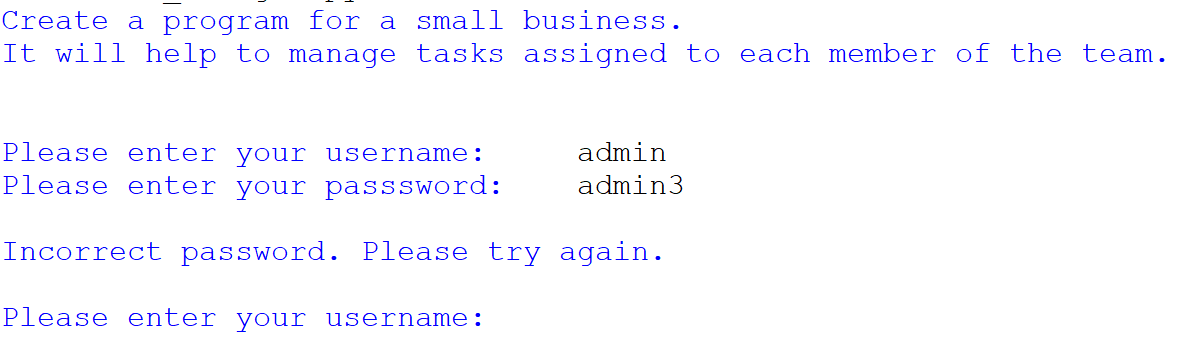 Create a program for a small business.
It will help to manage tasks assigned to each member of the team.
Please enter your username: admin
Please enter your passsword: admin3
Incorrect password. Please try again.
Please enter your username: